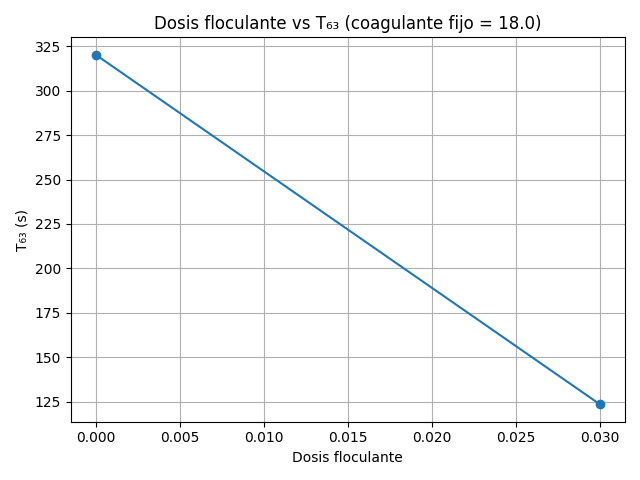 Dosis floculante vs T₆₃ (coagulante fijo = 18.0)
T₆₃ (s)
325
300
275
250
225
200
175
150
125
0.000 0.005 0.010 0.015 0.020 0.025 0.030
Dosis floculante